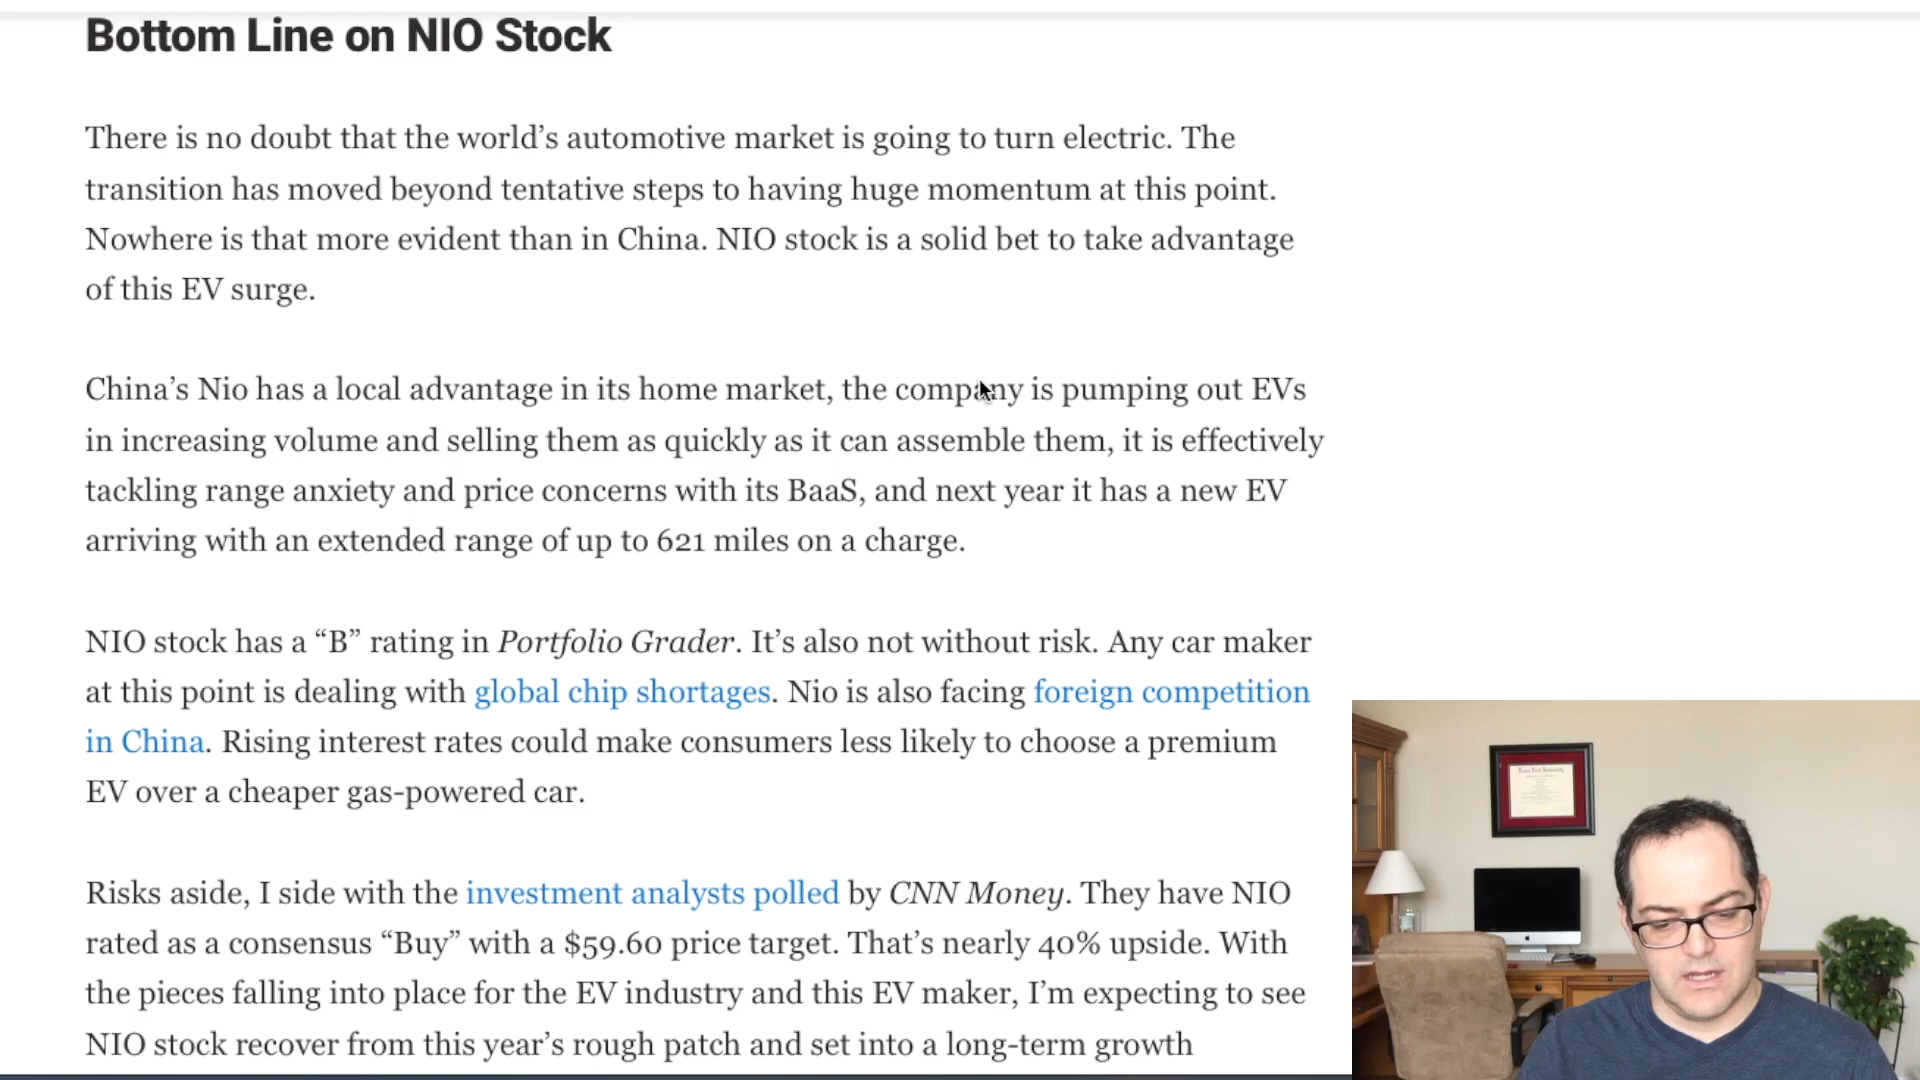 Bottom Line on NIO Stock
There is no doubt that the world’s automotive market is going to turn electric. The
transition has moved beyond tentative steps to having huge momentum at this point.
Nowhere is that more evident than in China. NIO stock is a solid bet to take advantage
of this EV surge.
China’s Nio has a local advantage in its home market, the company is pumping out EVs
in increasing volume and selling them as quickly as it can assemble them, it is effectively
tackling range anxiety and price concerns with its BaaS, and next year it has a new EV
arriving with an extended range of up to 621 miles on a charge.
NIO stock has a “B” rating in Portfolio Grader. It’s also not without risk. Any car maker
at this point is dealing with global chip shortages. Nio is also facing foreign competition
in China. Rising interest rates could make consumers less likely to choose a premium
EV over a cheaper gas-powered car.
Risks aside, I side with the investment analysts polled by CNN Money. They have NIO
rated as a consensus “Buy” with a $59.60 price target. That’s nearly 40% upside. With
the pieces falling into place for the EV industry and this EV maker, I’m expecting to see
NIO stock recover from this year’s rough patch and set into a long-term growth